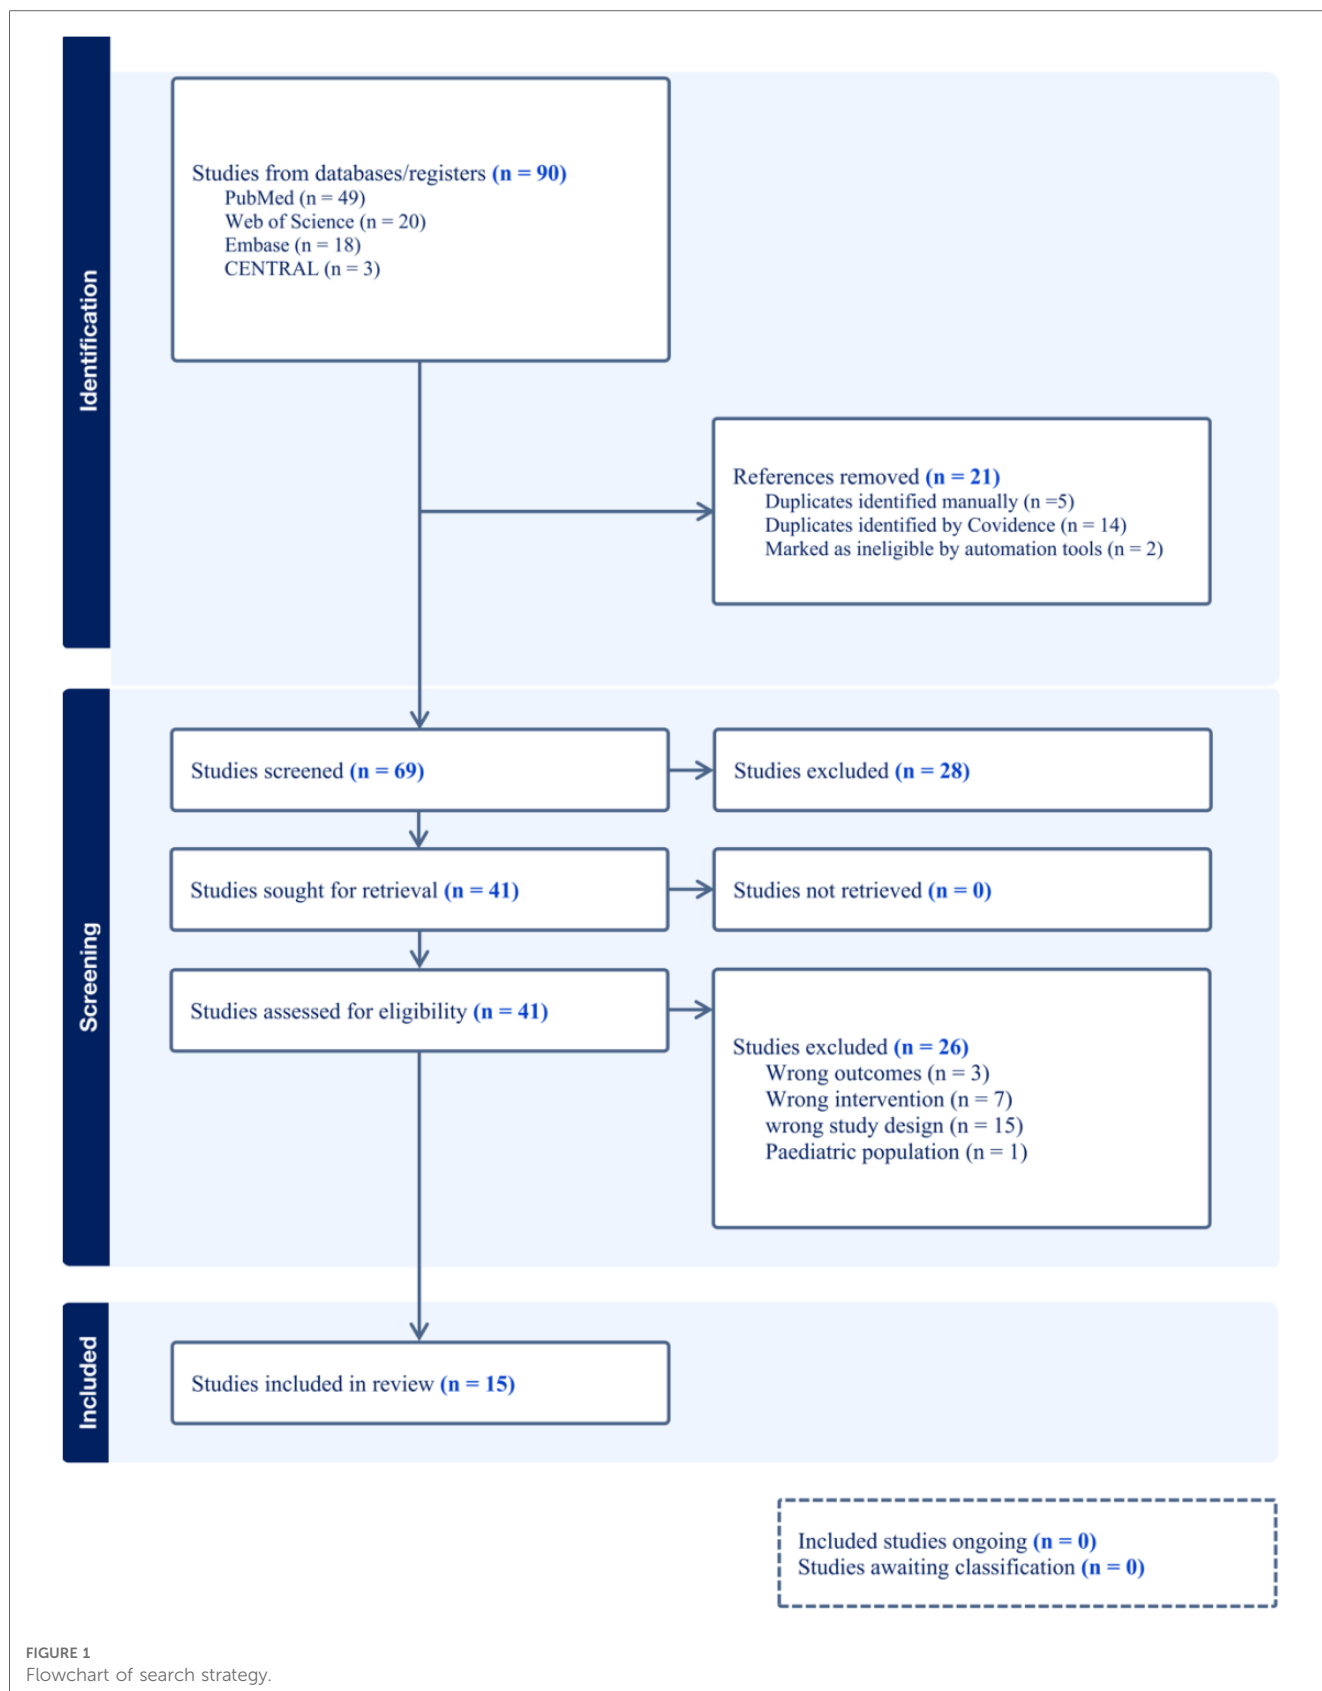 Identification
Studies from databases/registers (n = 90)
PubMed (n = 49)
Web of Science (n = 20)
Embase (n = 18)
CENTRAL (n = 3)
References removed (n = 21)
Duplicates identified manually (n =5)
Duplicates identified by Covidence (n = 14)
Marked as ineligible by automation tools (n = 2)
Screening
Studies screened (n = 69)
Studies excluded (n = 28)
Studies sought for retrieval (n = 41)
Studies not retrieved (n = 0)
Studies assessed for eligibility (n = 41)
Studies excluded (n = 26)
Wrong outcomes (n = 3)
Wrong intervention (n = 7)
wrong study design (n = 15)
Paediatric population (n = 1)
Included
Studies included in review (n = 15)
Included studies ongoing (n = 0)
Studies awaiting classification (n = 0)
FIGURE 1
Flowchart of search strategy.